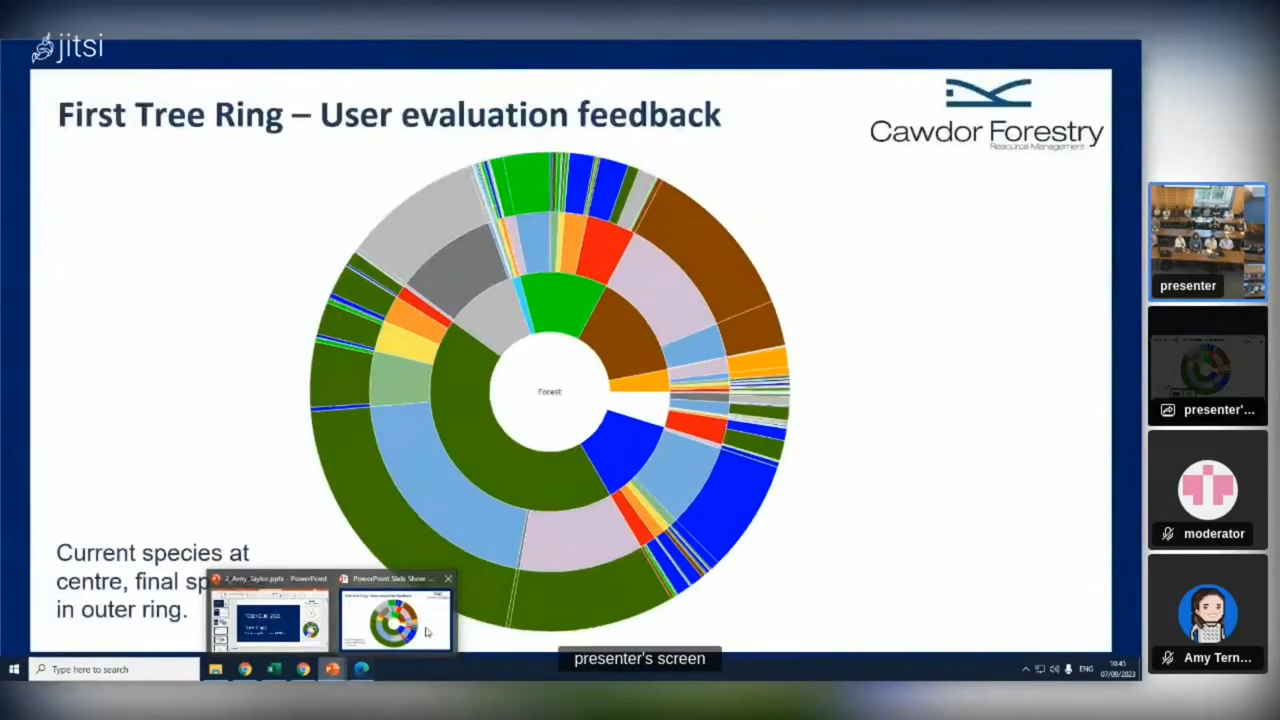 jitsi
First Tree Ring – User evaluation feedback
Cawdor Forestry
Resource Management
Forest
presenter
presenter'...
moderator
Current species at
centre, final sp
in outer ring.
2_Amy_Taylor.pptx - PowerPoint
PowerPoint Slide Show ...
presenter's screen
Amy Tern...
Type here to search
ENG
10:45
07/09/2023